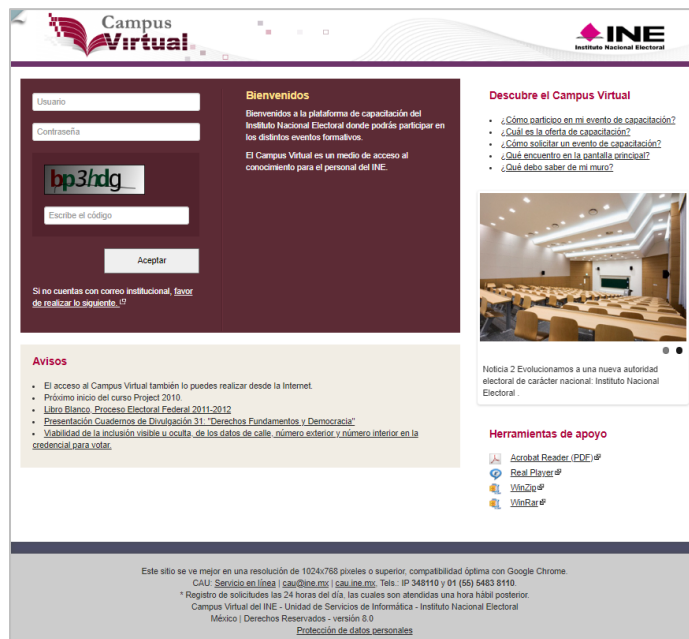 Campus
Virtual
INE
Instituto Nacional Electoral
Usuario
Contraseña
bp3hdg
Escribe el código
Aceptar
Si no cuentas con correo institucional, favor
de realizar lo siguiente.
Bienvenidos
Bienvenidos a la plataforma de capacitación del
Instituto Nacional Electoral donde podrás participar en
los distintos eventos formativos.
El Campus Virtual es un medio de acceso al
conocimiento para el personal del INE.
Descubre el Campus Virtual
¿Cómo participo en mi evento de capacitación?
¿Cuál es la oferta de capacitación?
¿Cómo solicitar un evento de capacitación?
¿Qué encuentro en la pantalla principal?
¿Qué debo saber de mi muro?
Noticia 2 Evolucionamos a una nueva autoridad
electoral de carácter nacional: Instituto Nacional
Electoral .
Avisos
El acceso al Campus Virtual también lo puedes realizar desde la Internet.
Próximo inicio del curso Project 2010.
Libro Blanco, Proceso Electoral Federal 2011-2012
Presentación Cuadernos de Divulgación 31: "Derechos Fundamentos y Democracia"
Viabilidad de la inclusión visible u oculta, de los datos de calle, número exterior y número interior en la
credencial para votar.
Herramientas de apoyo
Acrobat Reader (PDF)
Real Player
WinZip
WinRar
Este sitio se ve mejor en una resolución de 1024x768 pixeles o superior, compatibilidad óptima con Google Chrome.
CAU: Servicio en línea | cau@ine.mx | cau.ine.mx. Tels.: IP 348110 y 01 (55) 5483 8110.
* Registro de solicitudes las 24 horas del día, las cuales son atendidas una hora hábil posterior.
Campus Virtual del INE - Unidad de Servicios de Informática - Instituto Nacional Electoral
México | Derechos Reservados - versión 8.0
Protección de datos personales